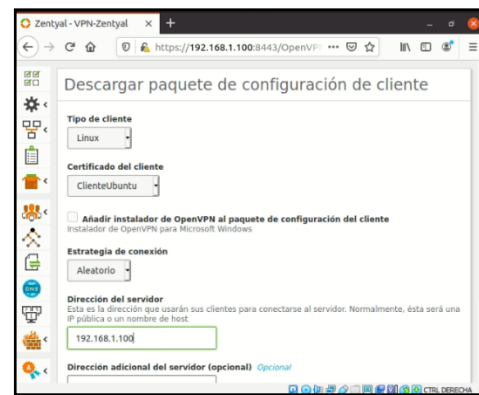 Zentyal - VPN-Zentyal
https://192.168.1.100:8443/OpenVP
Descargar paquete de configuración de cliente
Tipo de cliente
Linux
Certificado del cliente
ClienteUbuntu
Añadir instalador de OpenVPN al paquete de configuración del cliente
Instalador de OpenVPN para Microsoft Windows
Estrategia de conexión
Aleatorio
Dirección del servidor
Esta es la dirección que usarán sus clientes para conectarse al servidor. Normalmente, ésta será una
IP pública o un nombre de host
192.168.1.100
Dirección adicional del servidor (opcional) Opcional
CTRL DERECHA